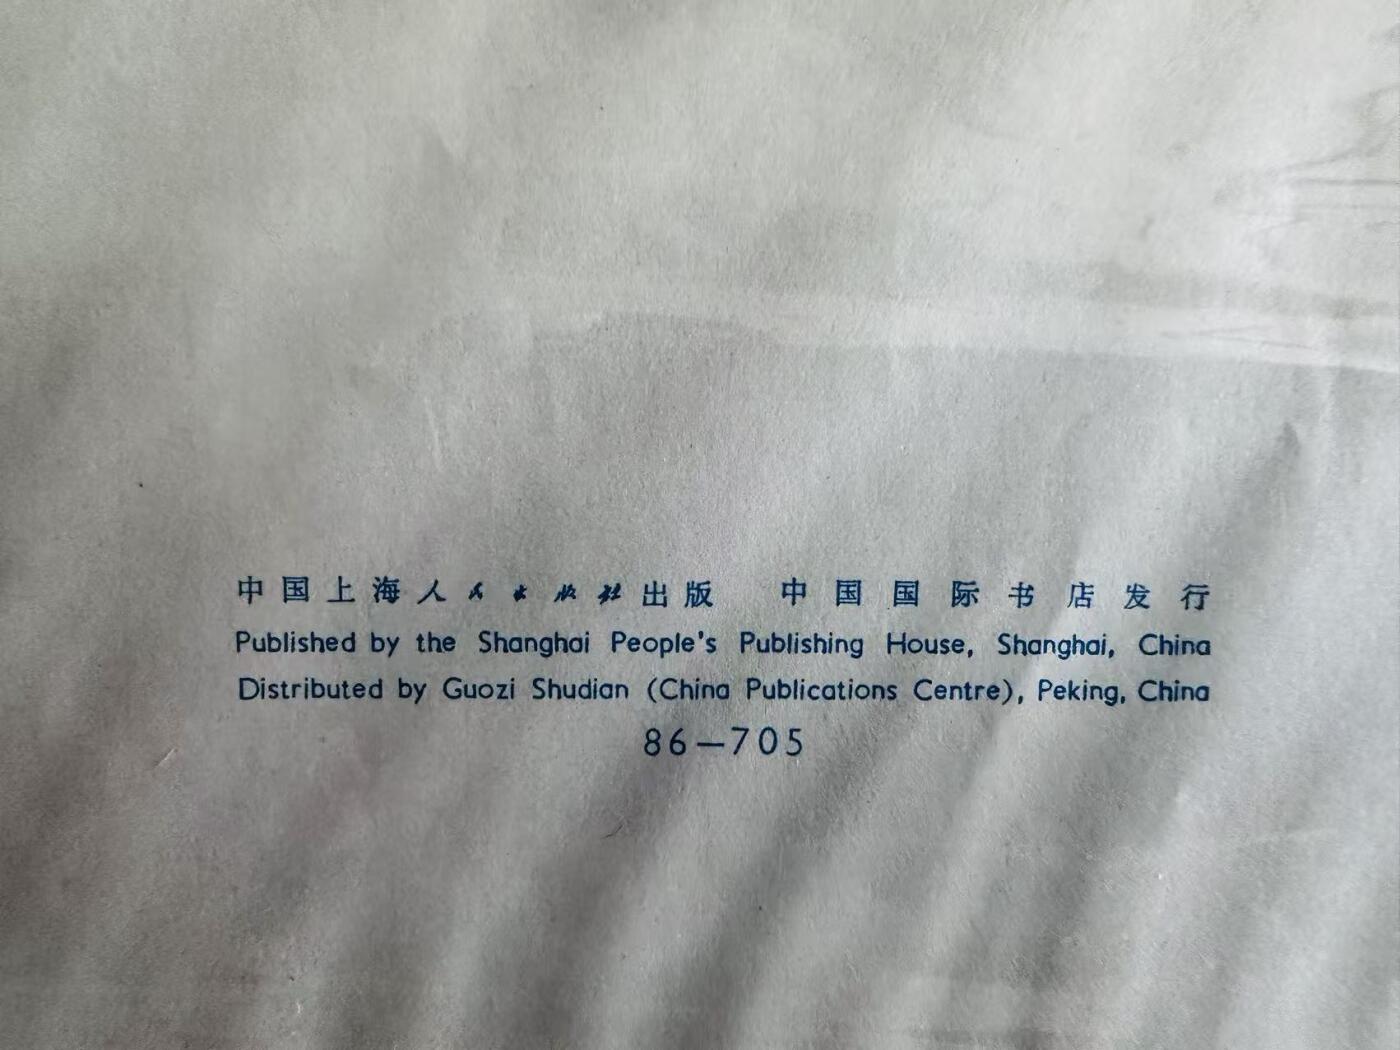 中国上海人民出版社出版 中国国际书店发行
Published by the Shanghai People's Publishing House, Shanghai, China
Distributed by Guozi Shudian (China Publications Centre), Peking, China
86—705